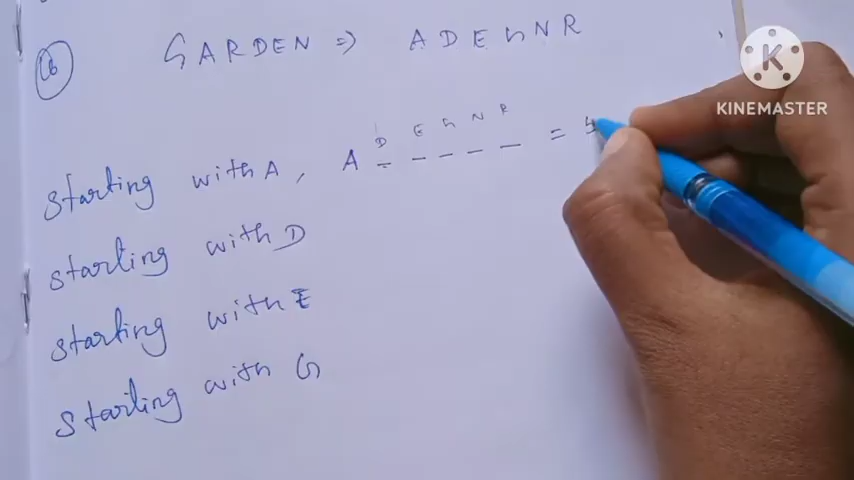 16 GARDEN => ADEGNR
D E G N R
starting with A, A _ _ _ _ _ = 5
starting with D
starting with E
starting with G
K
KINEMASTER